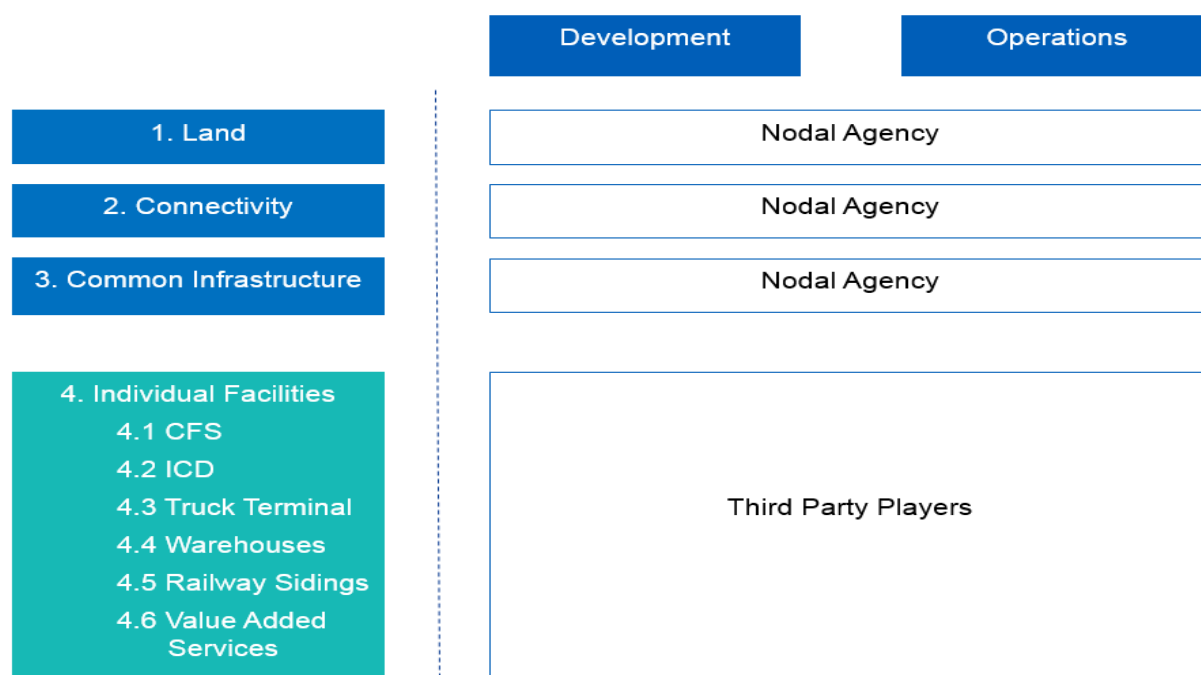 Development
Operations
1. Land
Nodal Agency
2. Connectivity
Nodal Agency
3. Common Infrastructure
Nodal Agency
4. Individual Facilities
4.1 CFS
4.2 ICD
4.3 Truck Terminal
4.4 Warehouses
4.5 Railway Sidings
4.6 Value Added
Services
Third Party Players